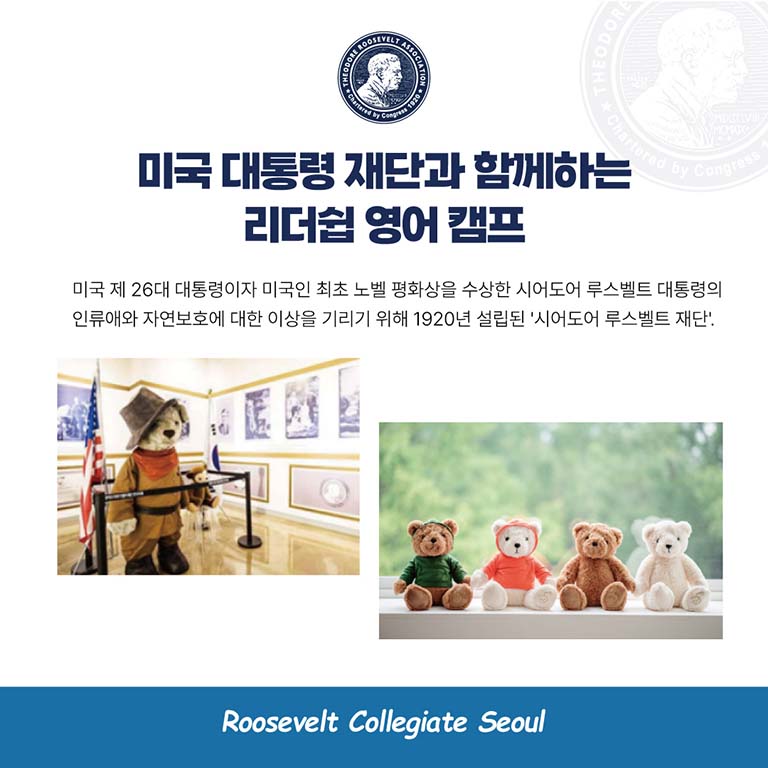 THEODORE ROOSEVELT ASSOCIATION
Chartered by Congress 1920
미국 대통령 재단과 함께하는
리더쉽 영어 캠프
미국 제 26대 대통령이자 미국인 최초 노벨 평화상을 수상한 시어도어 루스벨트 대통령의
인류애와 자연보호에 대한 이상을 기리기 위해 1920년 설립된 '시어도어 루스벨트 재단'.
Roosevelt Collegiate Seoul